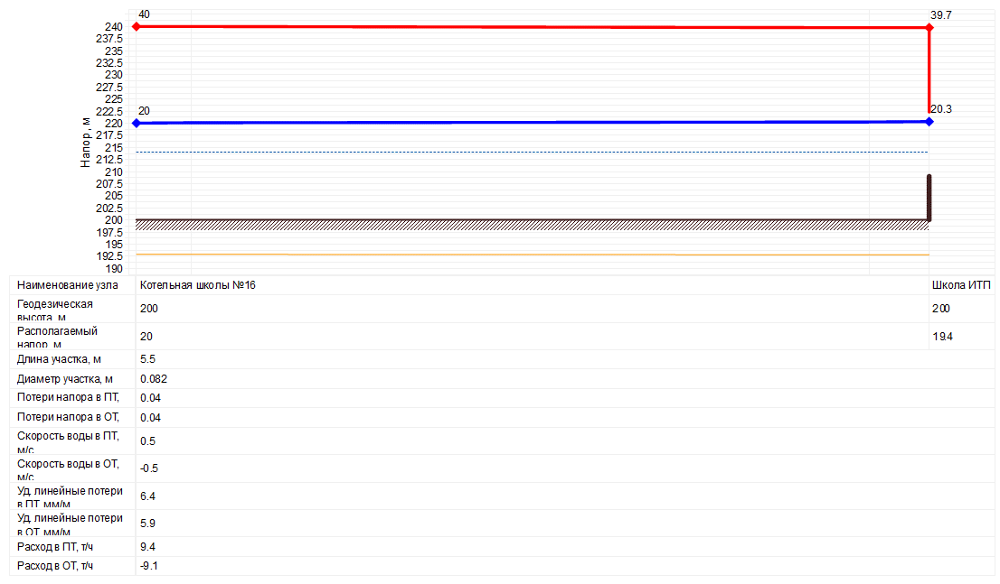 40
39.7
240
237.5
235
232.5
230
227.5
225
222.5
20
20.3
220
217.5
215
212.5
210
207.5
205
202.5
200
197.5
195
192.5
190
Напор, м
Наименование узла Котельная школы №16 Школа ИТП
Геодезическая
высота, м
200 200
Располагаемый
напор, м
20 19.4
Длина участка, м 5.5
Диаметр участка, м 0.082
Потери напора в ПТ, 0.04
Потери напора в ОТ, 0.04
Скорость воды в ПТ,
м/с
0.5
Скорость воды в ОТ,
м/с
-0.5
Уд. линейные потери
в ПТ, мм/м
6.4
Уд. линейные потери
в ОТ, мм/м
5.9
Расход в ПТ, т/ч 9.4
Расход в ОТ, т/ч -9.1